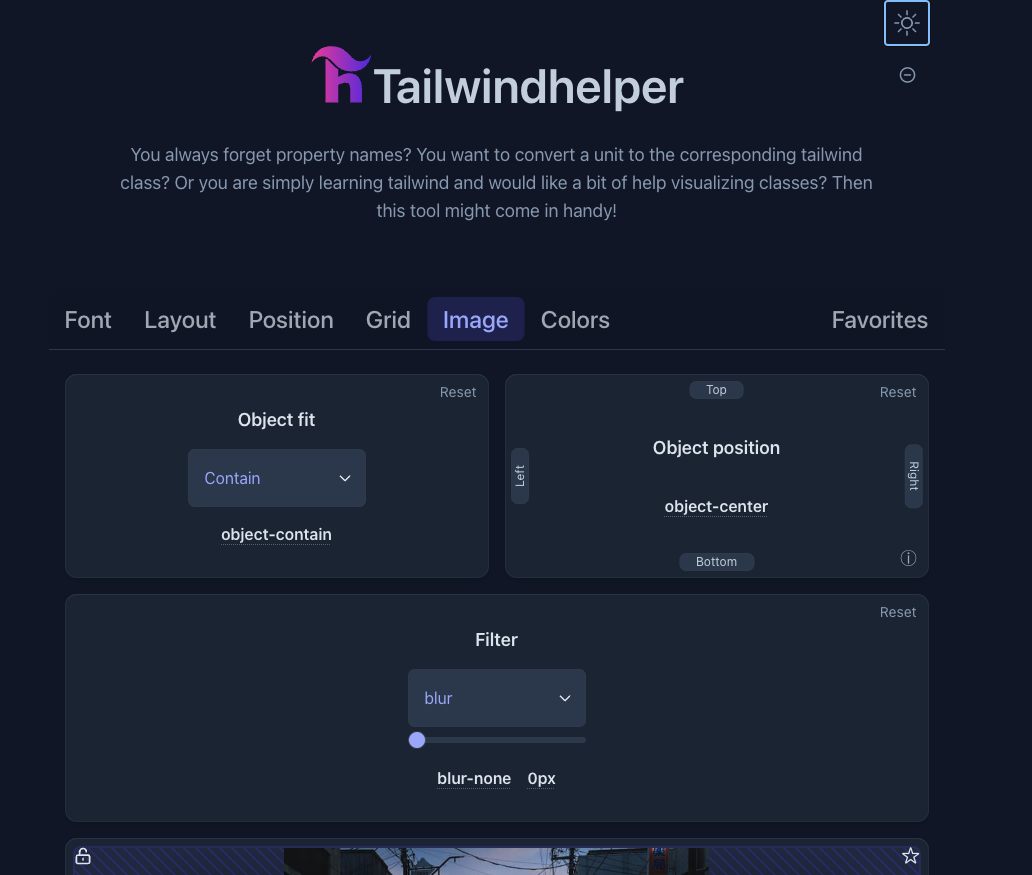 Tailwindhelper
You always forget property names? You want to convert a unit to the corresponding tailwind
class? Or you are simply learning tailwind and would like a bit of help visualizing classes? Then
this tool might come in handy!
Font Layout Position Grid Image Colors Favorites
Reset
Object fit
Contain
object-contain
Top
Reset
Object position
Left
Right
object-center
Bottom
Reset
Filter
blur
blur-none 0px